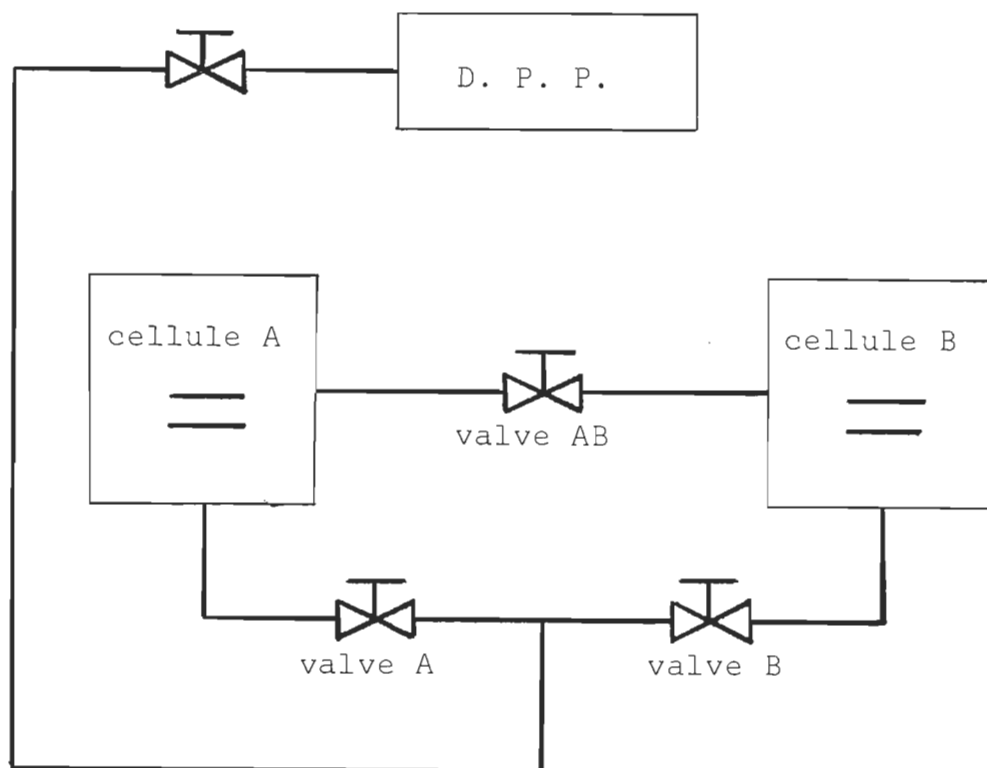 D. P. P.
cellule A
cellule B
valve AB
valve A
valve B